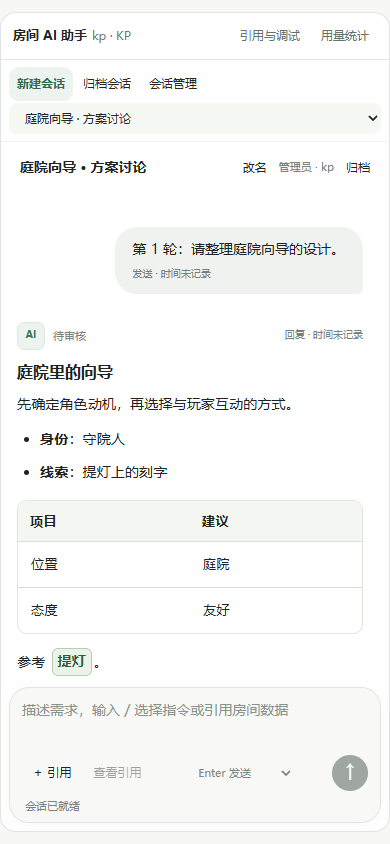 房间 AI 助手 kp · KP 引用与调试 用量统计
新建会话 归档会话 会话管理
庭院向导 · 方案讨论
庭院向导 • 方案讨论 改名 管理员 · kp 归档
第 1 轮：请整理庭院向导的设计。
发送 · 时间未记录
AI 待审核 回复 · 时间未记录
庭院里的向导
先确定角色动机，再选择与玩家互动的方式。
• 身份：守院人
• 线索：提灯上的刻字
项目 建议
位置 庭院
态度 友好
参考 提灯 。
描述需求，输入 / 选择指令或引用房间数据
+ 引用 查看引用 Enter 发送 ↑
会话已就绪